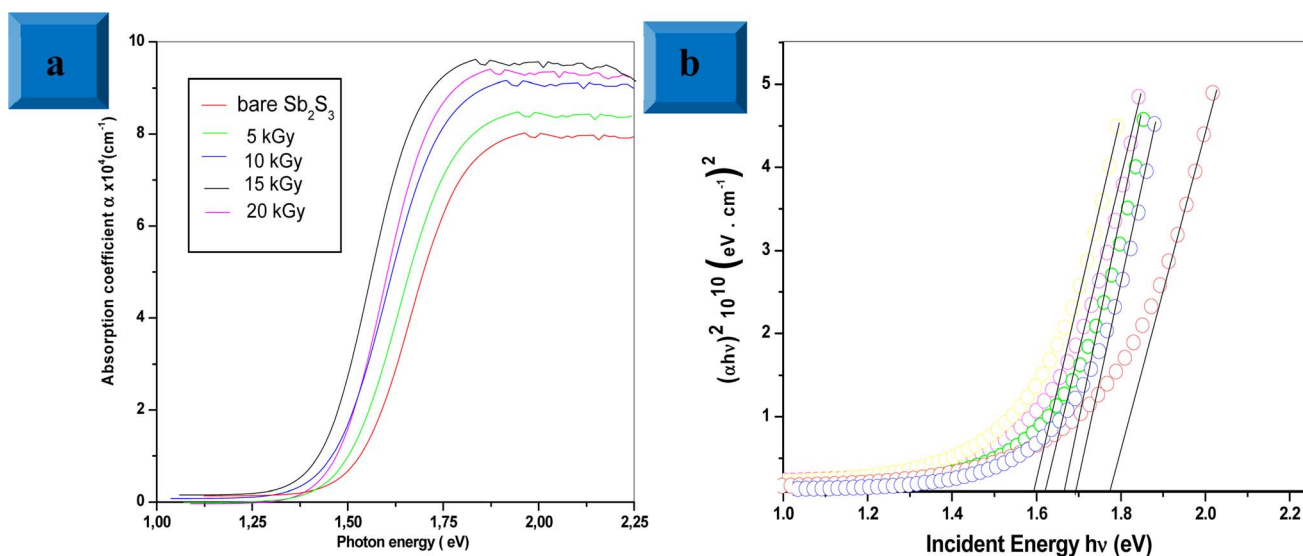 a
10
8
6
4
2
0
Absorption coefficient α x10⁴(cm⁻¹)
bare Sb₂S₃
5 kGy
10 kGy
15 kGy
20 kGy
1,00 1,25 1,50 1,75 2,00 2,25
Photon energy ( eV)
b
5
4
3
2
1
(αhν)² 10¹⁰ (eV . cm⁻¹)²
1.0 1.2 1.4 1.6 1.8 2.0 2.2
Incident Energy hν (eV)